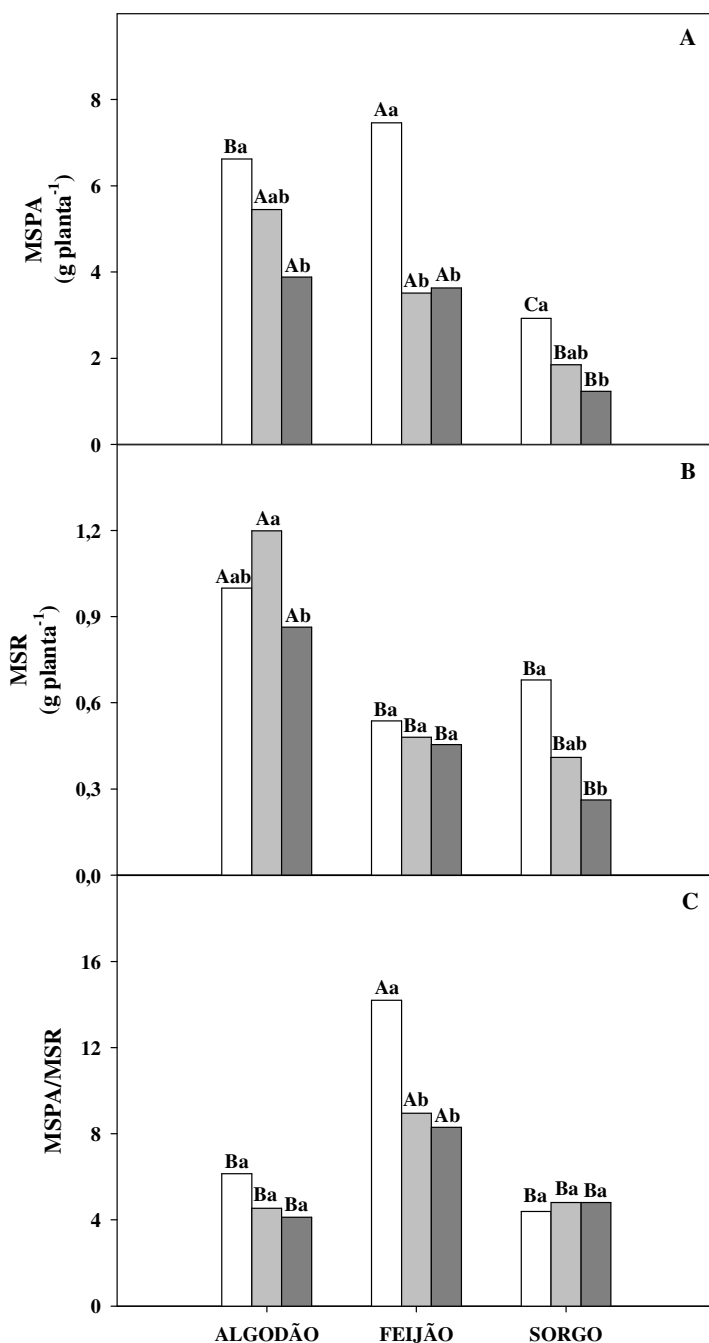 A
8
6
4
2
0
MSPA
(g planta⁻¹)
Ba
Aab
Ab
Aa
Ab
Ab
Ca
Bab
Bb
B
1,2
0,9
0,6
0,3
0,0
MSR
(g planta⁻¹)
Aab
Aa
Ab
Ba
Ba
Ba
Ba
Bab
Bb
C
16
12
8
4
0
MSPA/MSR
Ba
Ba
Ba
Aa
Ab
Ab
Ba
Ba
Ba
ALGODÃO
FEIJÃO
SORGO